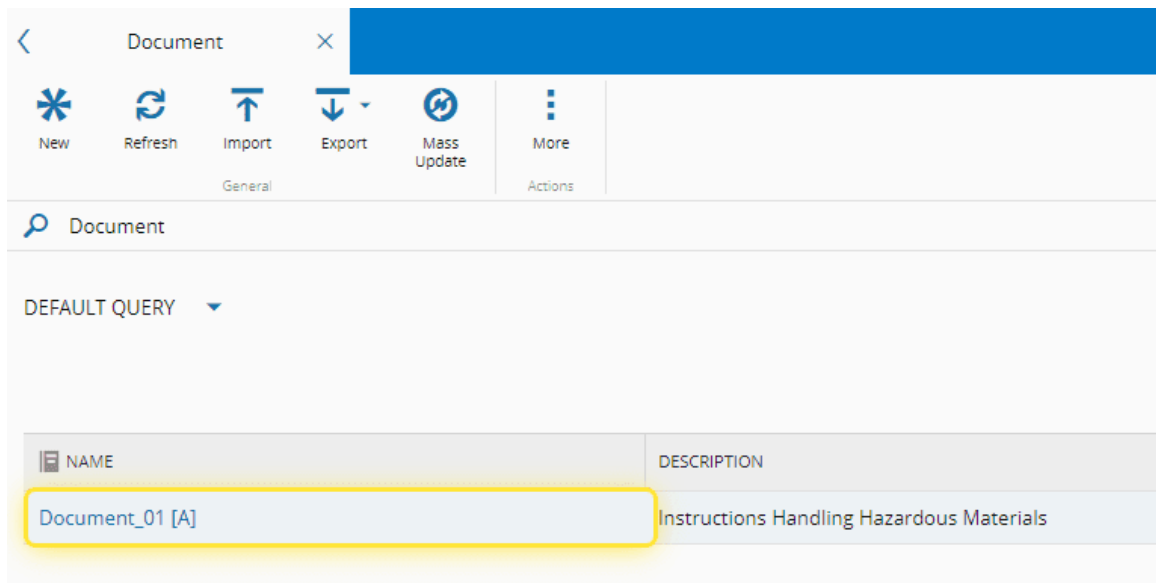 Document
New
Refresh
Import
Export
Mass
Update
More
General
Actions
Document
DEFAULT QUERY
NAME
DESCRIPTION
Document_01 [A]
Instructions Handling Hazardous Materials